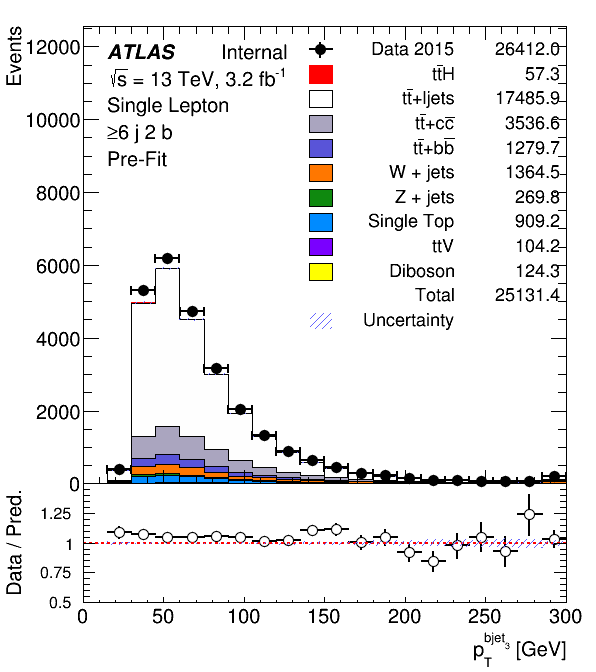 Events
12000
10000
8000
6000
4000
2000
0
ATLAS Internal
√s = 13 TeV, 3.2 fb⁻¹
Single Lepton
≥6 j 2 b
Pre-Fit
Data 2015 26412.0
tt̄H 57.3
tt̄+ljets 17485.9
tt̄+cc̄ 3536.6
tt̄+bb̄ 1279.7
W + jets 1364.5
Z + jets 269.8
Single Top 909.2
ttV 104.2
Diboson 124.3
Total 25131.4
Uncertainty
Data / Pred.
1.25
1
0.75
0.5
0 50 100 150 200 250 300
p_T^{bjet_3} [GeV]